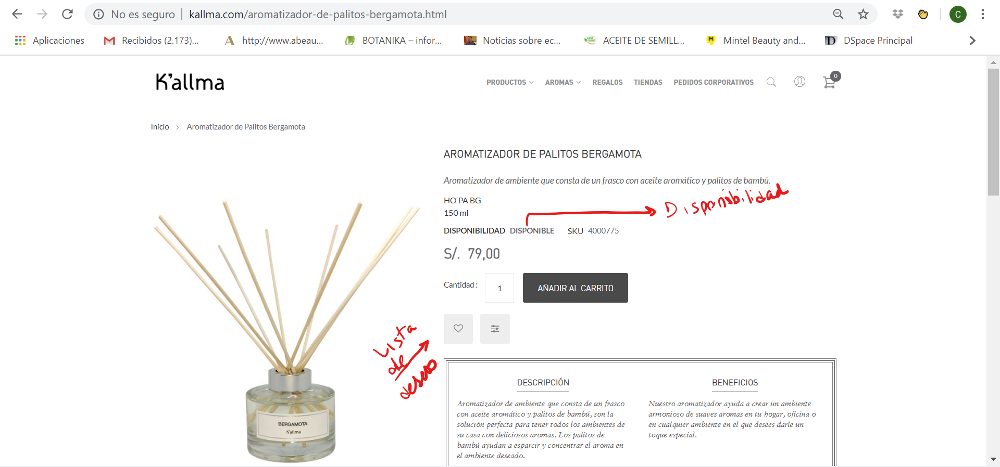 No es seguro | kallma.com/aromatizador-de-palitos-bergamota.html
C
Aplicaciones Recibidos (2.173)... http://www.abeau... BOTANIKA – infor... Noticias sobre ec... ACEITE DE SEMILL... Mintel Beauty and... DSpace Principal
K'allma
PRODUCTOS AROMAS REGALOS TIENDAS PEDIDOS CORPORATIVOS 0
Inicio > Aromatizador de Palitos Bergamota
AROMATIZADOR DE PALITOS BERGAMOTA
Aromatizador de ambiente que consta de un frasco con aceite aromático y palitos de bambú.
HO PA BG
150 ml
Disponibilidad
DISPONIBILIDAD DISPONIBLE SKU 4000775
S/. 79,00
Cantidad : 1 AÑADIR AL CARRITO
Lista
de
deseos
BERGAMOTA
K'allma
DESCRIPCIÓN
Aromatizador de ambiente que consta de un frasco
con aceite aromático y palitos de bambú, son la
solución perfecta para tener todos los ambientes de
su casa con deliciosos aromas. Los palitos de
bambú ayudan a esparcir y concentrar el aroma en
el ambiente deseado.
BENEFICIOS
Nuestro aromatizador ayuda a crear un ambiente
armonioso de suaves aromas en tu hogar, oficina o
en cualquier ambiente en el que desees darle un
toque especial.